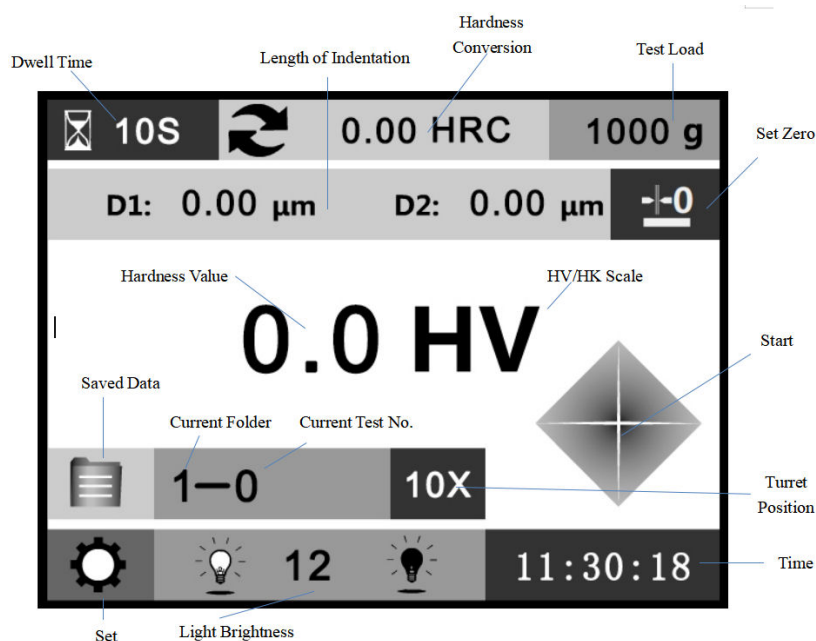 Hardness
Conversion
Dwell Time
Length of Indentation
Test Load
10S
0.00 HRC
1000 g
Set Zero
D1: 0.00 μm
D2: 0.00 μm
0
Hardness Value
HV/HK Scale
0.0 HV
Start
Saved Data
Current Folder
Current Test No.
1—0
10X
Turret
Position
12
11:30:18
Time
Set
Light Brightness